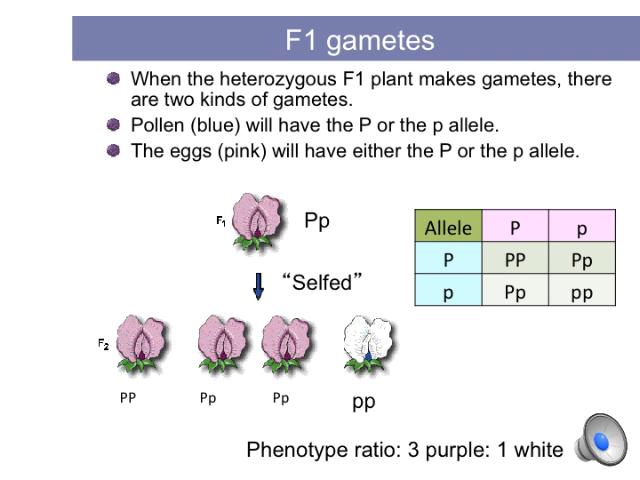 F1 gametes
When the heterozygous F1 plant makes gametes, there
are two kinds of gametes.
Pollen (blue) will have the P or the p allele.
The eggs (pink) will have either the P or the p allele.
F1 Pp
“Selfed”
Allele P p
P PP Pp
p Pp pp
F2
PP Pp Pp pp
Phenotype ratio: 3 purple: 1 white